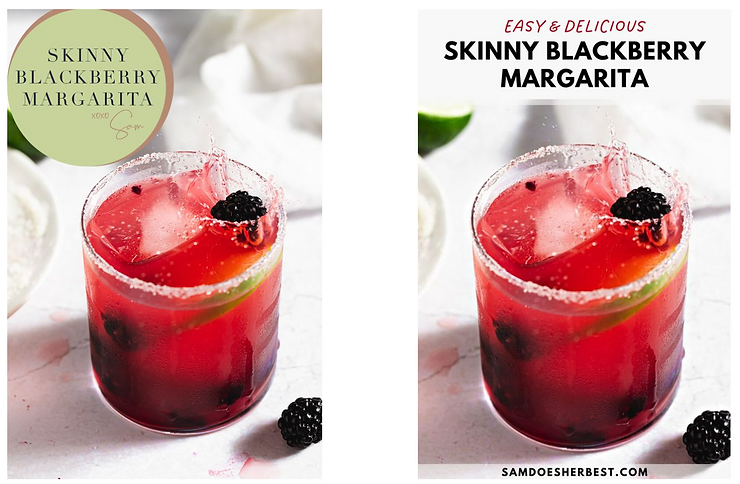 SKINNY
BLACKBERRY
MARGARITA
xoxo
Sam
EASY & DELICIOUS
SKINNY BLACKBERRY
MARGARITA
SAMDOESHERBEST.COM